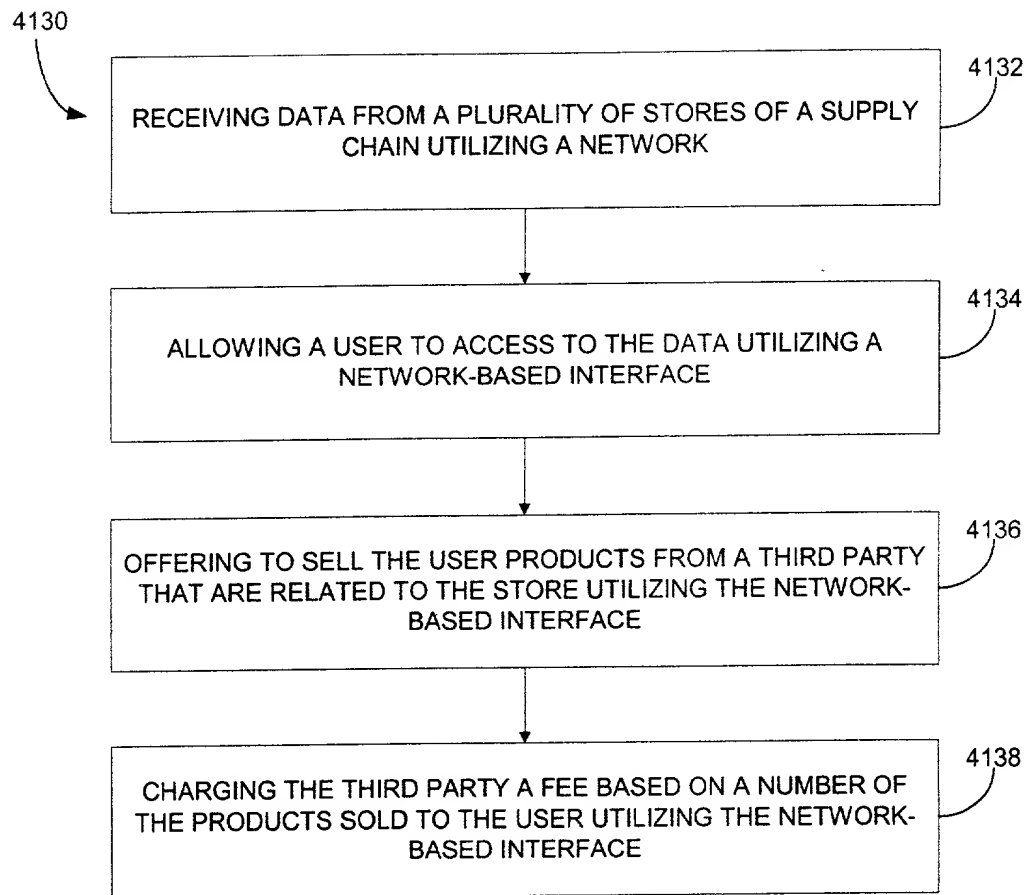 4130
4132
RECEIVING DATA FROM A PLURALITY OF STORES OF A SUPPLY
CHAIN UTILIZING A NETWORK
4134
ALLOWING A USER TO ACCESS TO THE DATA UTILIZING A
NETWORK-BASED INTERFACE
4136
OFFERING TO SELL THE USER PRODUCTS FROM A THIRD PARTY
THAT ARE RELATED TO THE STORE UTILIZING THE NETWORK-
BASED INTERFACE
4138
CHARGING THE THIRD PARTY A FEE BASED ON A NUMBER OF
THE PRODUCTS SOLD TO THE USER UTILIZING THE NETWORK-
BASED INTERFACE